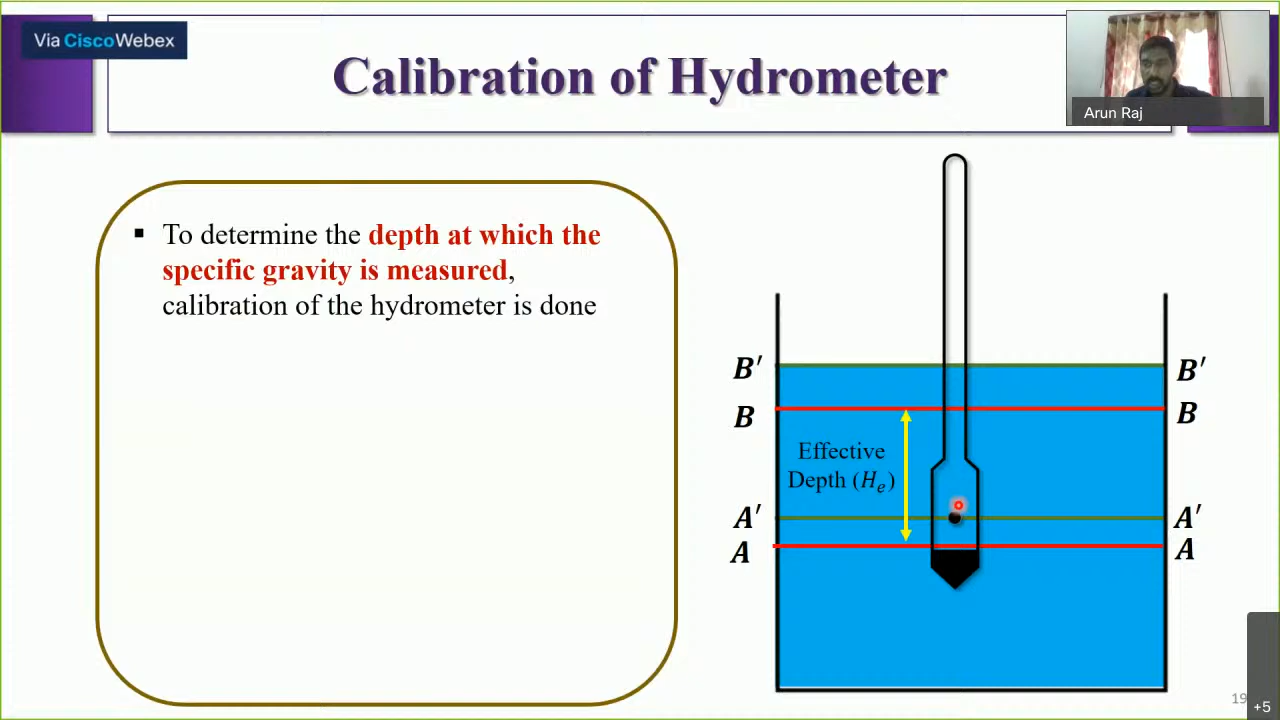 Via CiscoWebex
Calibration of Hydrometer
Arun Raj
▪ To determine the depth at which the
specific gravity is measured,
calibration of the hydrometer is done
B′ B′
B B
Effective
Depth (Hₑ)
A′ A′
A A
19
+5